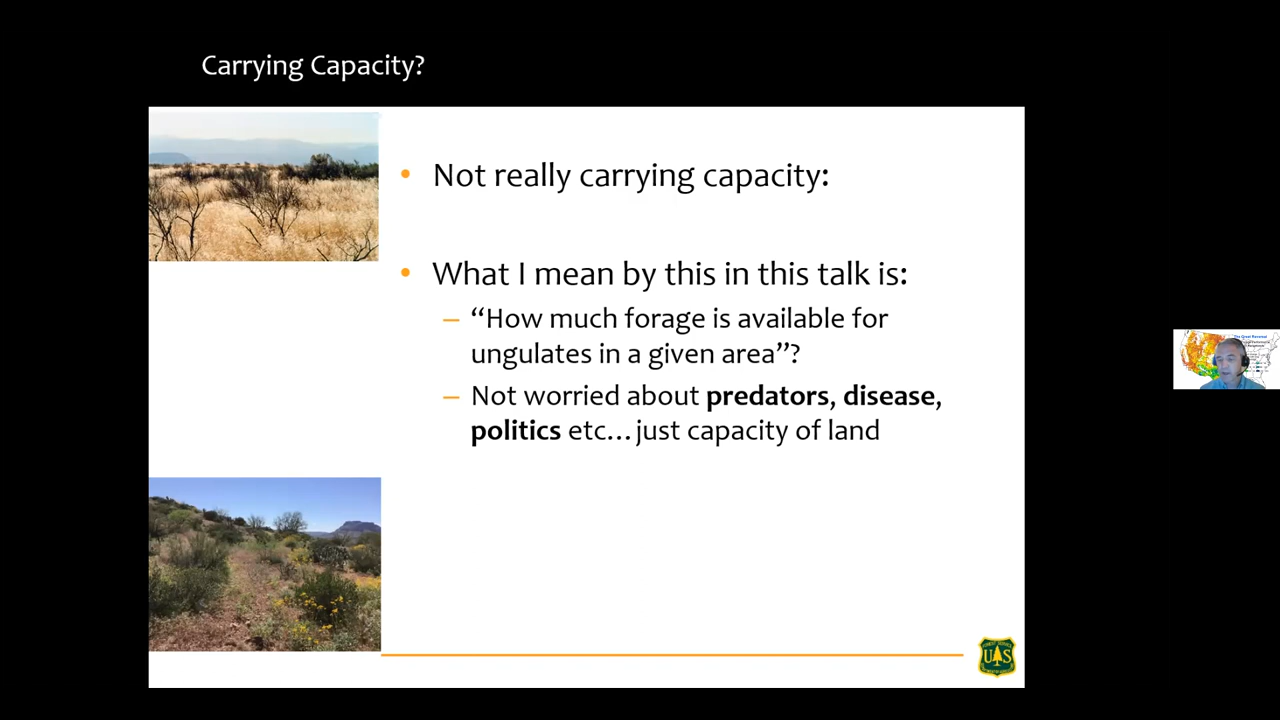 Carrying Capacity?
• Not really carrying capacity:
• What I mean by this in this talk is:
– “How much forage is available for
ungulates in a given area”?
– Not worried about predators, disease,
politics etc…just capacity of land
U S